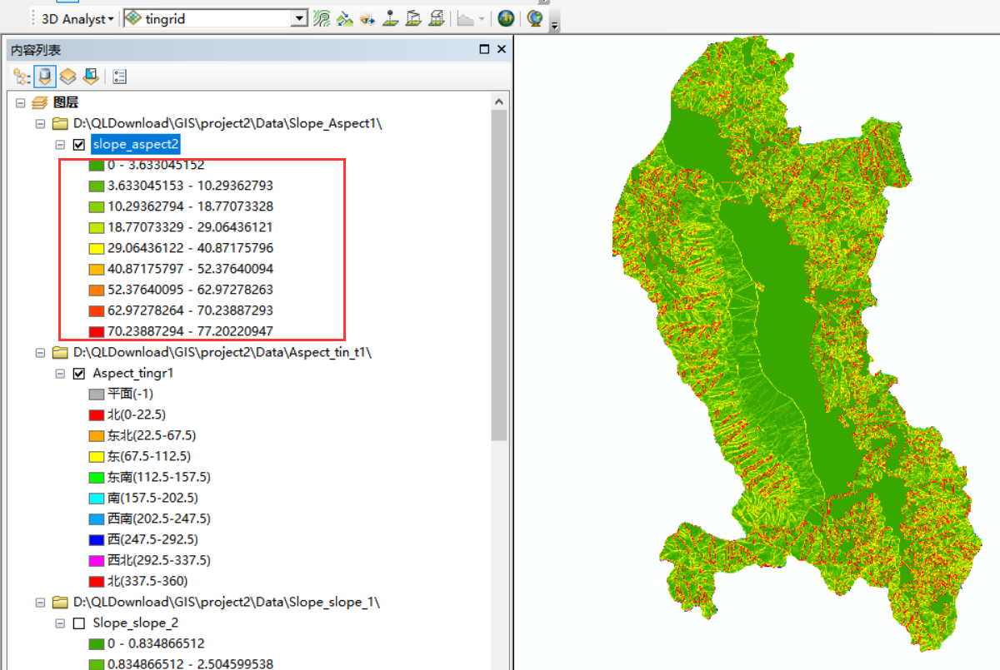 3D Analyst
tingrid
内容列表
图层
D:\QLDownload\GIS\project2\Data\Slope_Aspect1\
slope_aspect2
0 - 3.633045152
3.633045153 - 10.29362793
10.29362794 - 18.77073328
18.77073329 - 29.06436121
29.06436122 - 40.87175796
40.87175797 - 52.37640094
52.37640095 - 62.97278263
62.97278264 - 70.23887293
70.23887294 - 77.20220947
D:\QLDownload\GIS\project2\Data\Aspect_tin_t1\
Aspect_tingr1
平面(-1)
北(0-22.5)
东北(22.5-67.5)
东(67.5-112.5)
东南(112.5-157.5)
南(157.5-202.5)
西南(202.5-247.5)
西(247.5-292.5)
西北(292.5-337.5)
北(337.5-360)
D:\QLDownload\GIS\project2\Data\Slope_slope_1\
Slope_slope_2
0 - 0.834866512
0.834866512 - 2.504599538